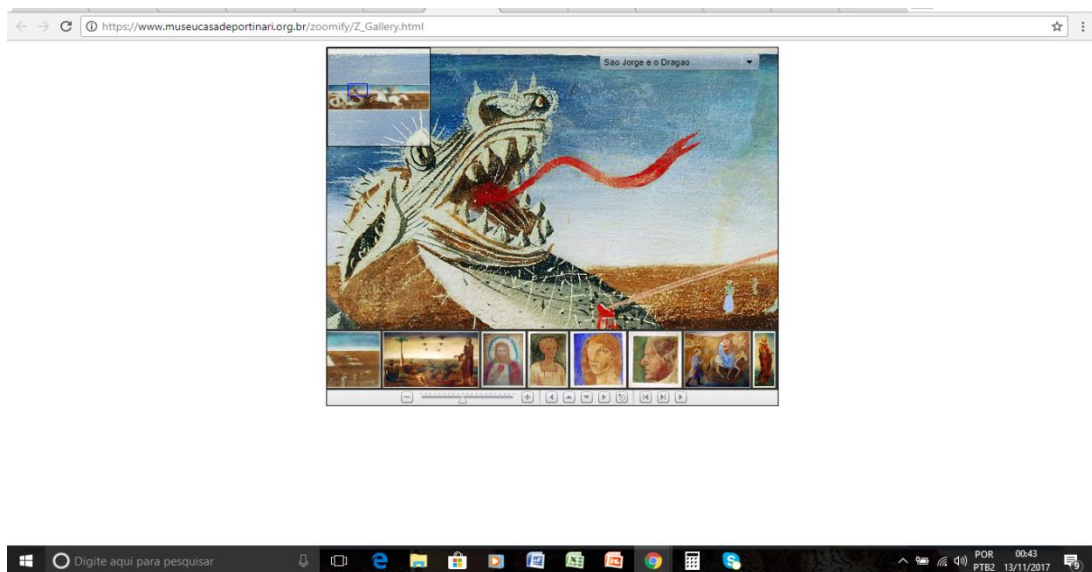 https://www.museucasadeportinari.org.br/zoomify/Z_Gallery.html
Sao Jorge e o Dragao
Digite aqui para pesquisar
POR
PTB2
00:43
13/11/2017